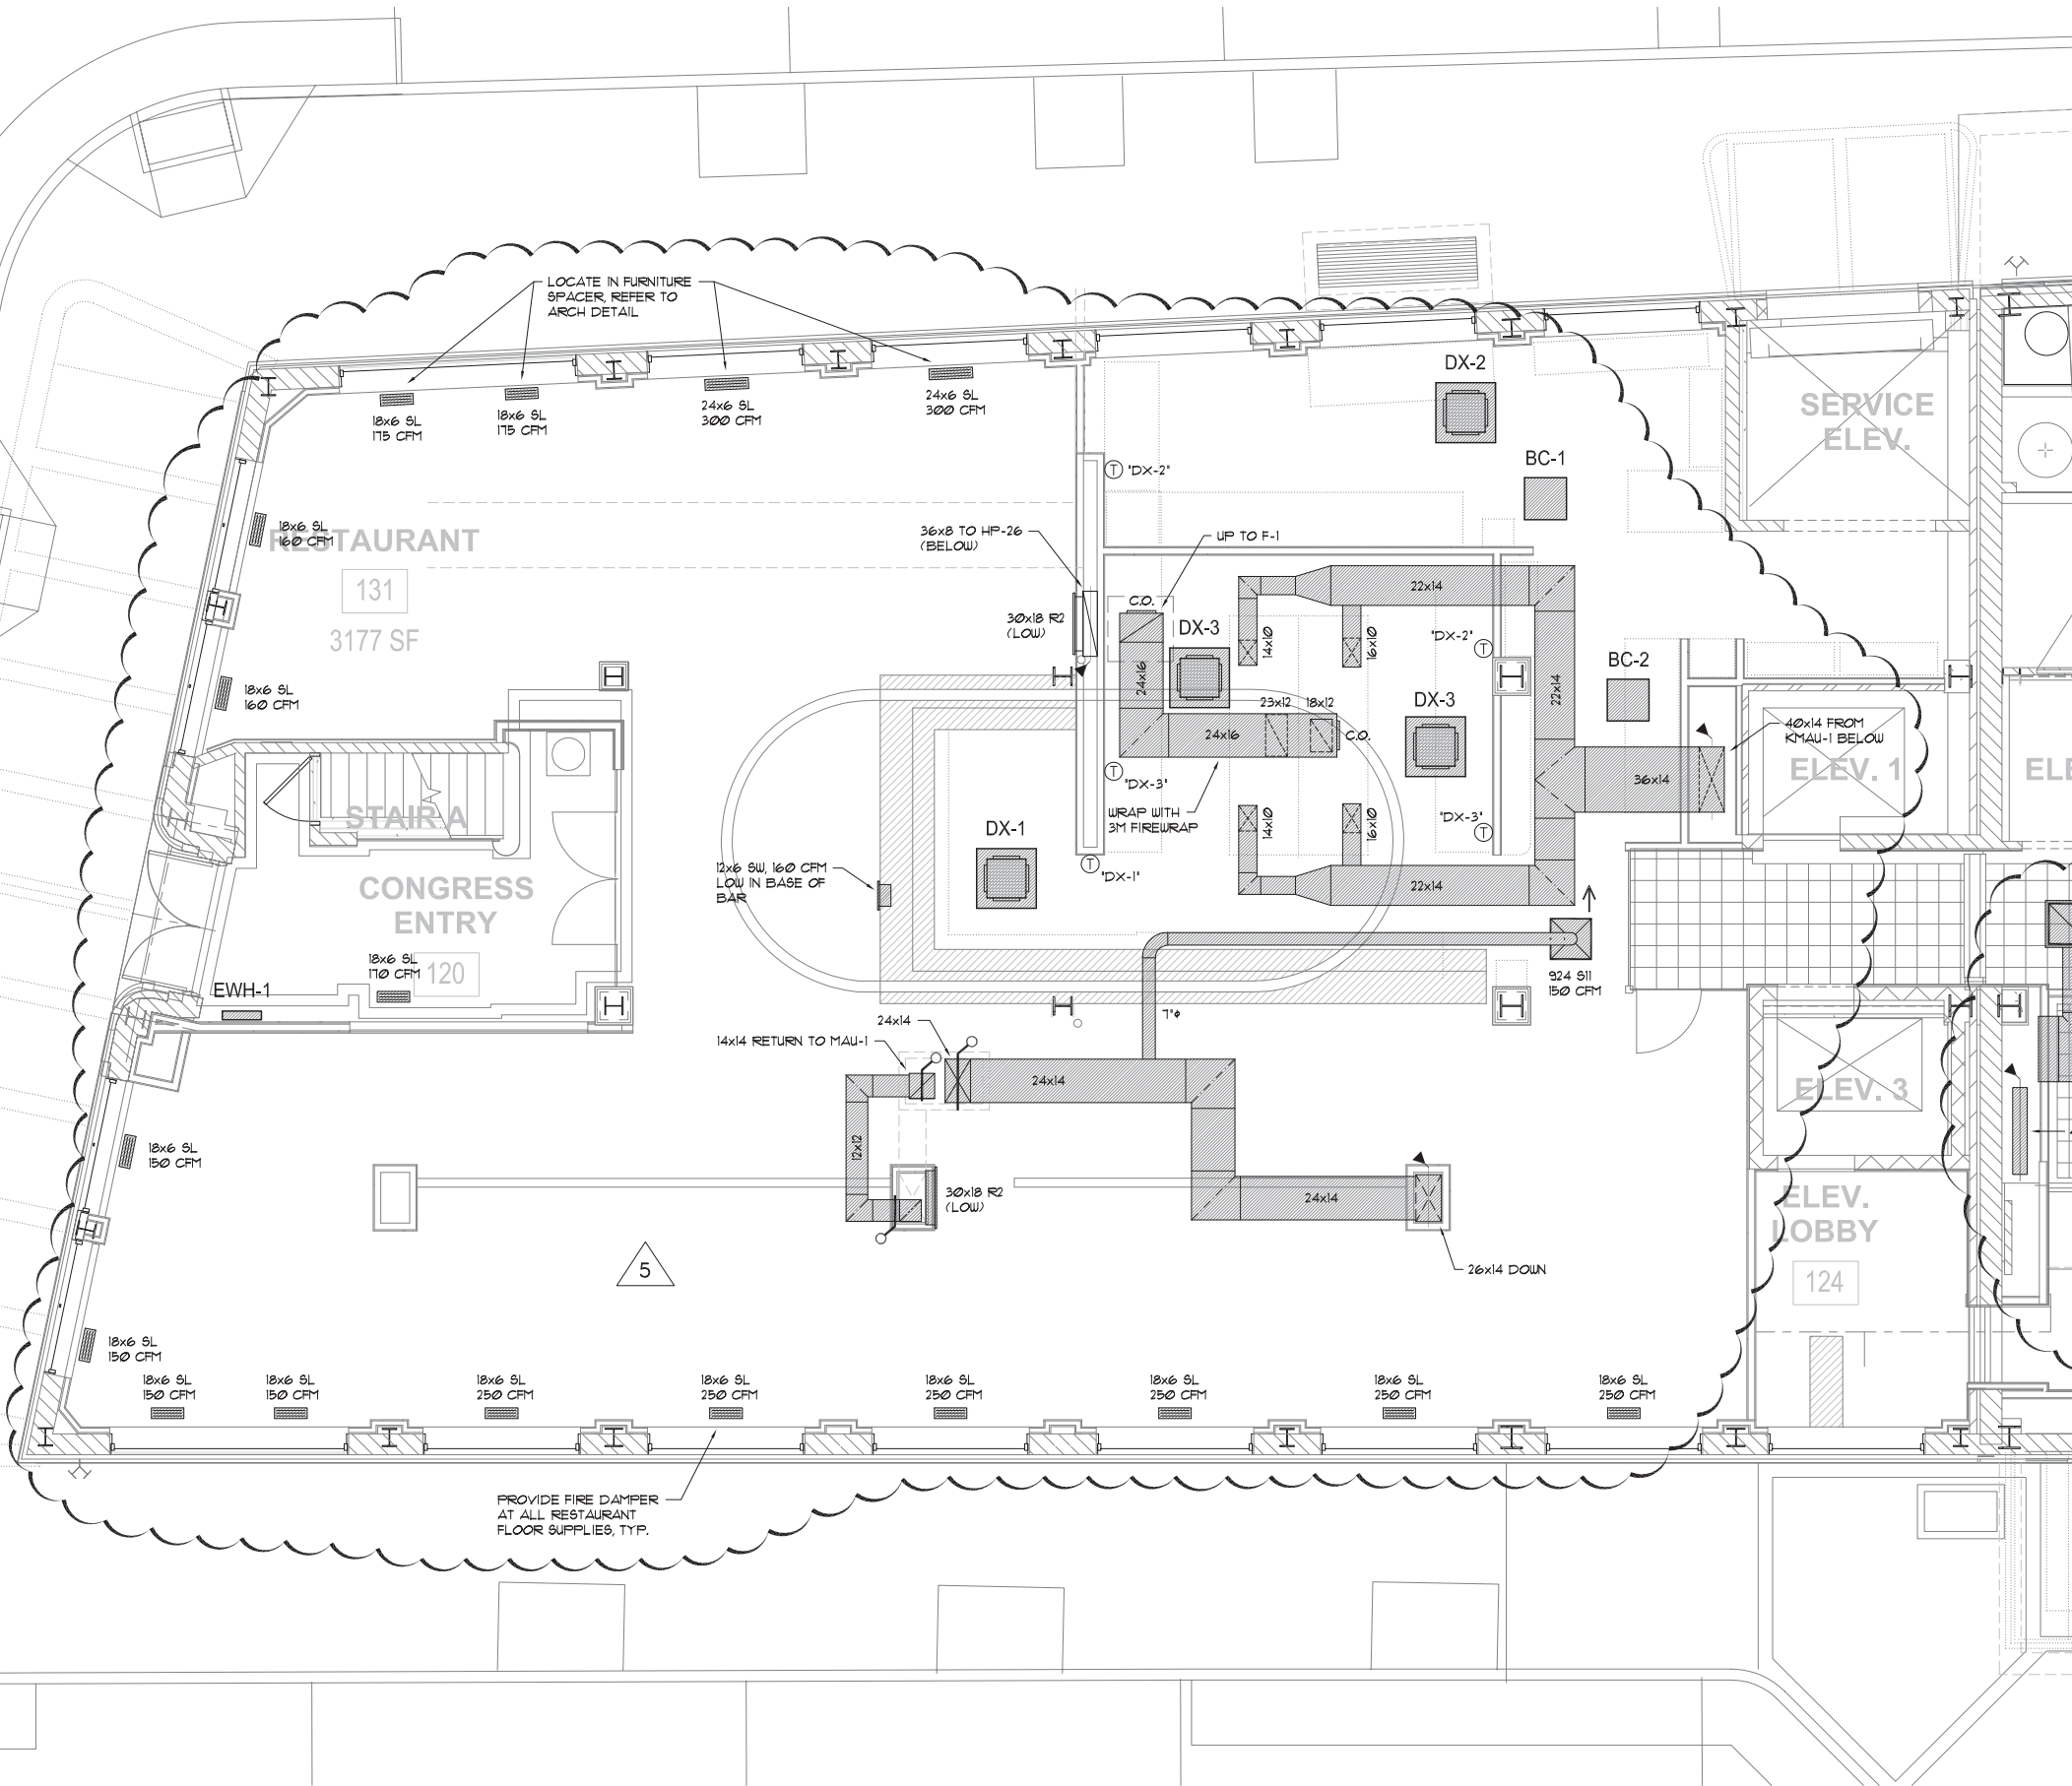 LOCATE IN FURNITURE
SPACER, REFER TO
ARCH DETAIL
18x6 SL
175 CFM
18x6 SL
175 CFM
24x6 SL
300 CFM
24x6 SL
300 CFM
DX-2
SERVICE
ELEV.
"DX-2"
BC-1
18x6 SL
160 CFM
RESTAURANT
131
3177 SF
36x8 TO HP-26
(BELOW)
UP TO F-1
C.O.
22x14
30x18 R2
(LOW)
DX-3
14x10
16x10
"DX-2"
BC-2
24x16
22x14
18x6 SL
160 CFM
23x12
18x12
DX-3
24x16
C.O.
40x14 FROM
KMAU-1 BELOW
ELEV. 1
ELE
36x14
"DX-3"
STAIR A
WRAP WITH
3M FIREWRAP
14x10
16x10
"DX-3"
DX-1
12x6 SW, 160 CFM
LOW IN BASE OF
BAR
"DX-1"
22x14
CONGRESS
ENTRY
120
18x6 SL
170 CFM
EWH-1
924 S11
150 CFM
7"ø
24x14
14x14 RETURN TO MAU-1
24x14
ELEV. 3
12x12
18x6 SL
150 CFM
30x18 R2
(LOW)
24x14
ELEV.
LOBBY
124
5
26x14 DOWN
18x6 SL
150 CFM
18x6 SL
150 CFM
18x6 SL
150 CFM
18x6 SL
250 CFM
18x6 SL
250 CFM
18x6 SL
250 CFM
18x6 SL
250 CFM
18x6 SL
250 CFM
18x6 SL
250 CFM
PROVIDE FIRE DAMPER
AT ALL RESTAURANT
FLOOR SUPPLIES, TYP.